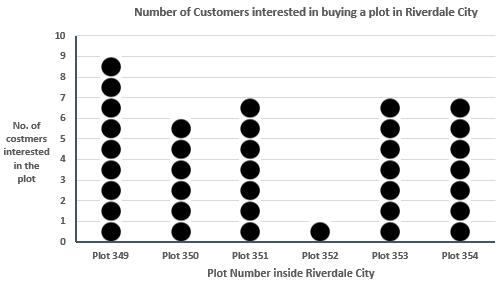 Number of Customers interested in buying a plot in Riverdale City
10
9
8
7
6
5
4
3
2
1
0
No. of
costmers
interested
in the
plot
Plot 349 Plot 350 Plot 351 Plot 352 Plot 353 Plot 354
Plot Number inside Riverdale City